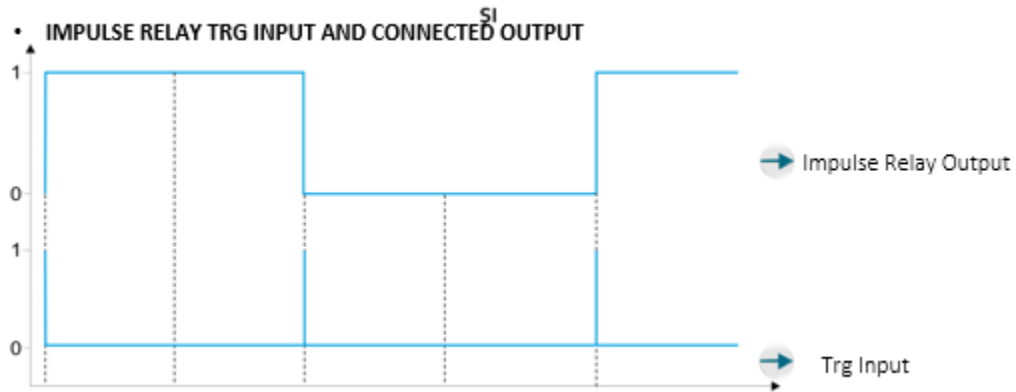 SI
• IMPULSE RELAY TRG INPUT AND CONNECTED OUTPUT
1
Impulse Relay Output
0
1
0
Trg Input